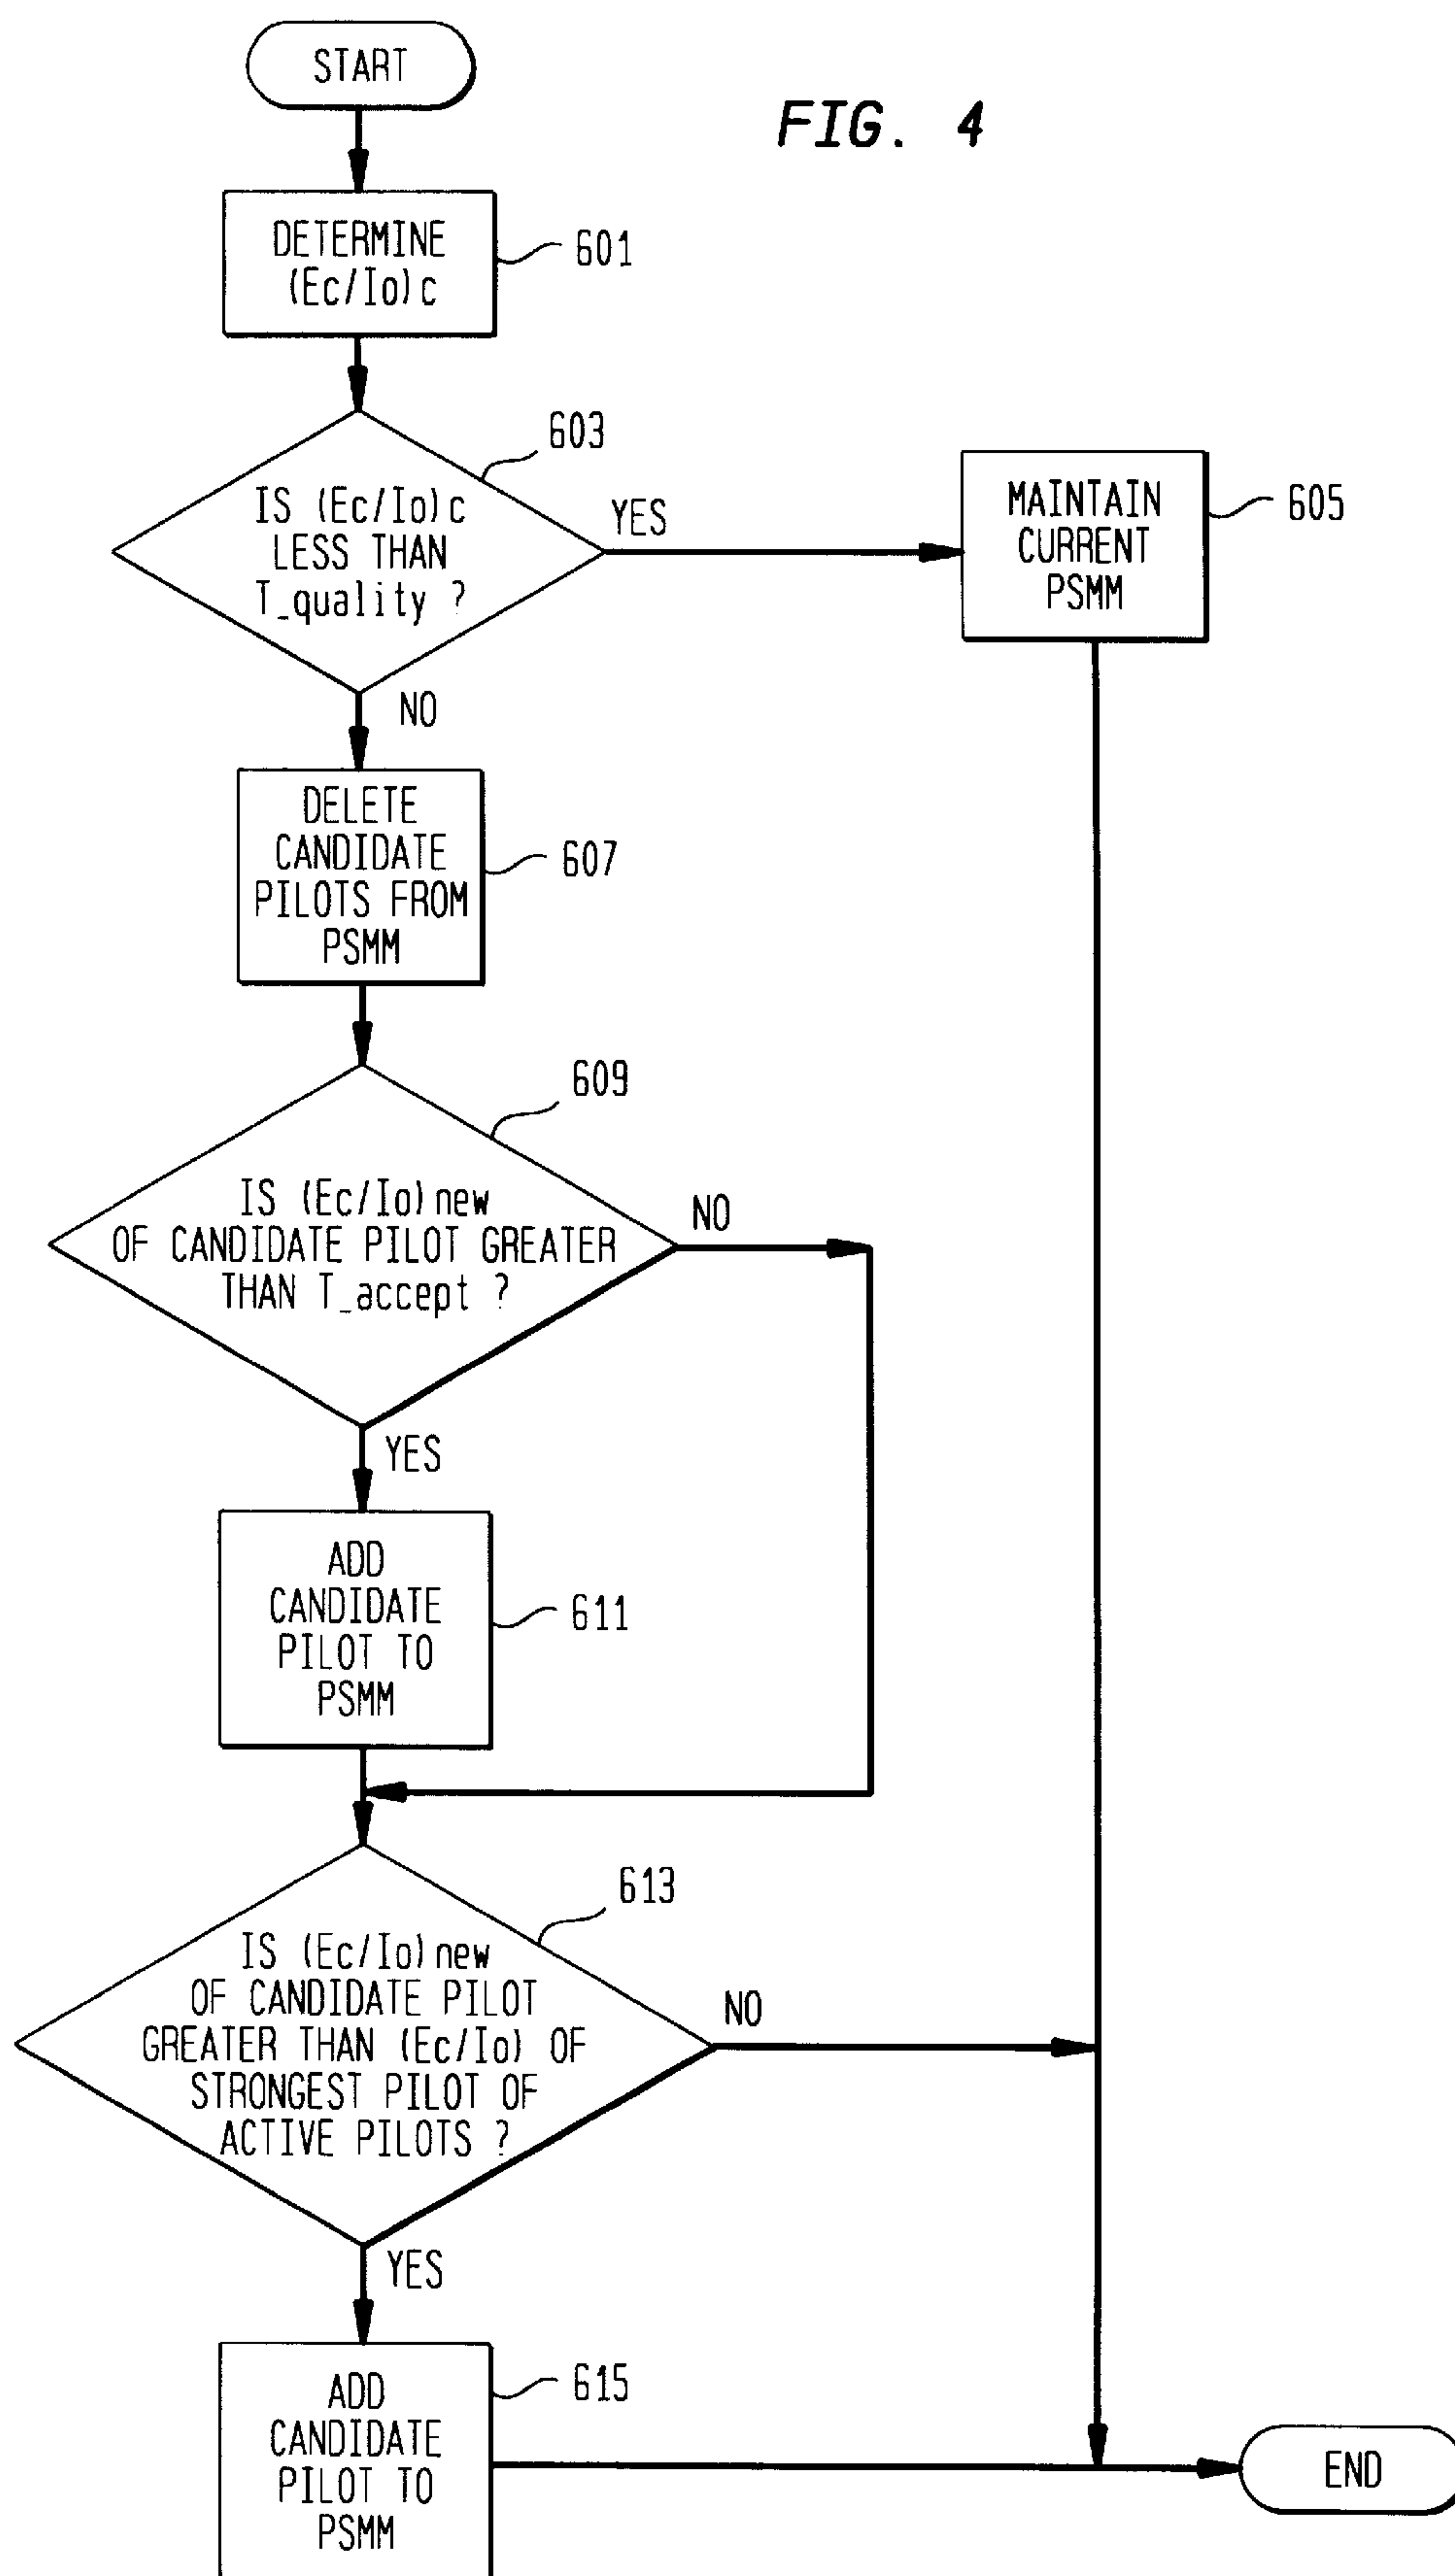 START
FIG. 4
DETERMINE
(Ec/Io)c
601
603
IS (Ec/Io)c
LESS THAN
T_quality ?
YES
MAINTAIN
CURRENT
PSMM
605
NO
DELETE
CANDIDATE
PILOTS FROM
PSMM
607
609
IS (Ec/Io)new
OF CANDIDATE PILOT GREATER
THAN T_accept ?
NO
YES
ADD
CANDIDATE
PILOT TO
PSMM
611
613
IS (Ec/Io)new
OF CANDIDATE PILOT
GREATER THAN (Ec/Io) OF
STRONGEST PILOT OF
ACTIVE PILOTS ?
NO
YES
ADD
CANDIDATE
PILOT TO
PSMM
615
END